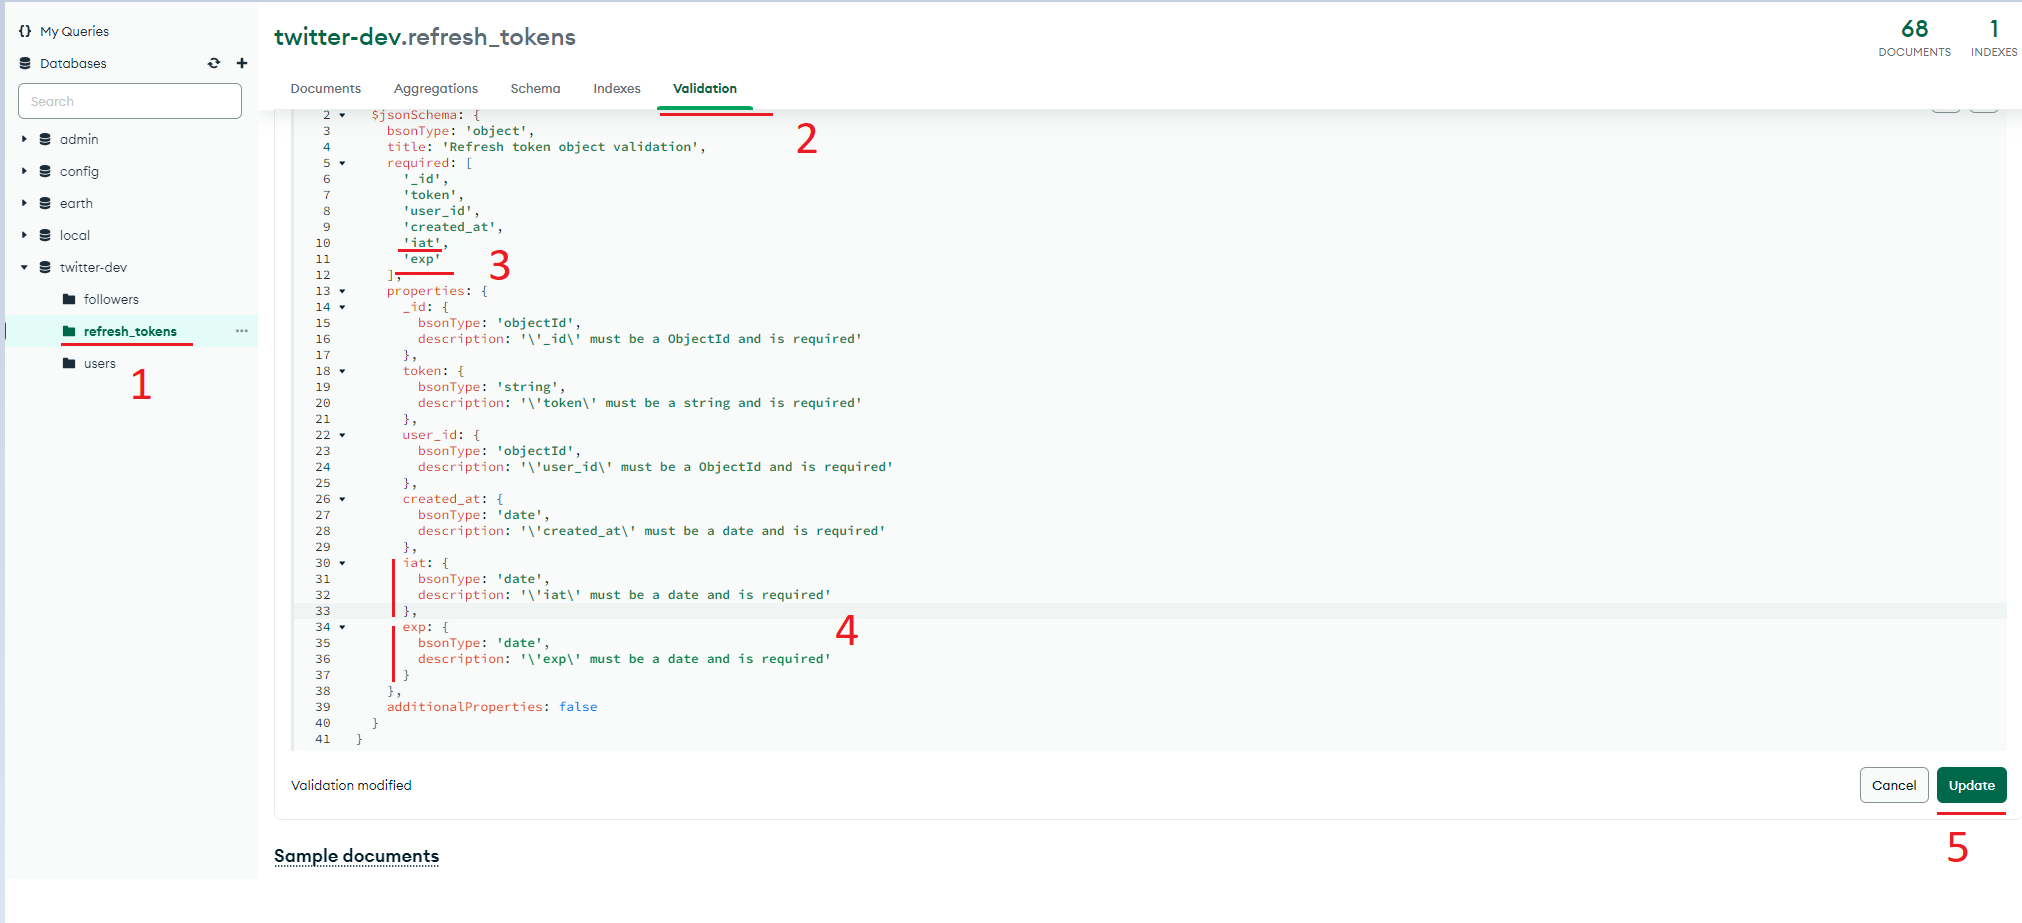 My Queries
Databases
Search
admin
config
earth
local
twitter-dev
followers
refresh_tokens
users
1
twitter-dev.refresh_tokens
68
DOCUMENTS
1
INDEXES
Documents Aggregations Schema Indexes Validation
2
2 $jsonSchema: {
3 bsonType: 'object',
4 title: 'Refresh token object validation',
5 required: [
6 '_id',
7 'token',
8 'user_id',
9 'created_at',
10 'iat',
11 'exp'
12 ],
3
13 properties: {
14 _id: {
15 bsonType: 'objectId',
16 description: '\'_id\' must be a ObjectId and is required'
17 },
18 token: {
19 bsonType: 'string',
20 description: '\'token\' must be a string and is required'
21 },
22 user_id: {
23 bsonType: 'objectId',
24 description: '\'user_id\' must be a ObjectId and is required'
25 },
26 created_at: {
27 bsonType: 'date',
28 description: '\'created_at\' must be a date and is required'
29 },
30 iat: {
31 bsonType: 'date',
32 description: '\'iat\' must be a date and is required'
33 },
34 exp: {
35 bsonType: 'date',
36 description: '\'exp\' must be a date and is required'
37 }
4
38 },
39 additionalProperties: false
40 }
41 }
Validation modified
Cancel
Update
5
Sample documents